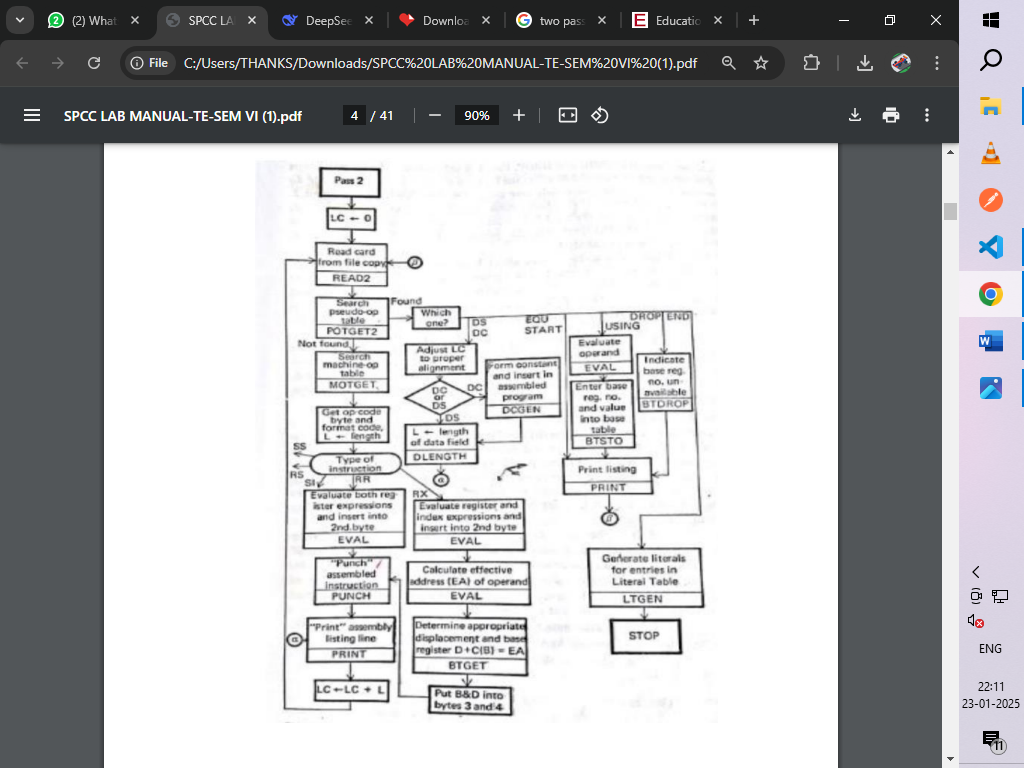 (2) What
SPCC LA
DeepSee
Downloa
two pas
Educatio
File
C:/Users/THANKS/Downloads/SPCC%20LAB%20MANUAL-TE-SEM%20VI%20(1).pdf
SPCC LAB MANUAL-TE-SEM VI (1).pdf
4 / 41
90%
Pass 2
LC ← 0
Read card
from file copy
READ2
β
Search
pseudo-op
table
POTGET2
Found
Which
one?
DS
DC
EQU
START
USING
DROP
END
Not found
Search
machine-op
table
MOTGET
Adjust LC
to proper
alignment
DC
or
DS
DC
DS
Form constant
and insert in
assembled
program
DCGEN
Evaluate
operand
EVAL
Enter base
reg. no.
and value
into base
table
BTSTO
Indicate
base reg.
no. un-
available
BTDROP
Get op-code
byte and
format code,
L ← length
L ← length
of data field
DLENGTH
α
Print listing
PRINT
β
SS
RS
SI
RR
RX
Type of
instruction
Evaluate both reg-
ister expressions
and insert into
2nd.byte
EVAL
Evaluate register and
index expressions and
insert into 2nd byte
EVAL
"Punch"
assembled
instruction
PUNCH
Calculate effective
address (EA) of operand
EVAL
Generate literals
for entries in
Literal Table
LTGEN
α
"Print" assembly
listing line
PRINT
Determine appropriate
displacement and base
register D+C(B) = EA
BTGET
STOP
LC←LC + L
Put B&D into
bytes 3 and 4
ENG
22:11
23-01-2025
11